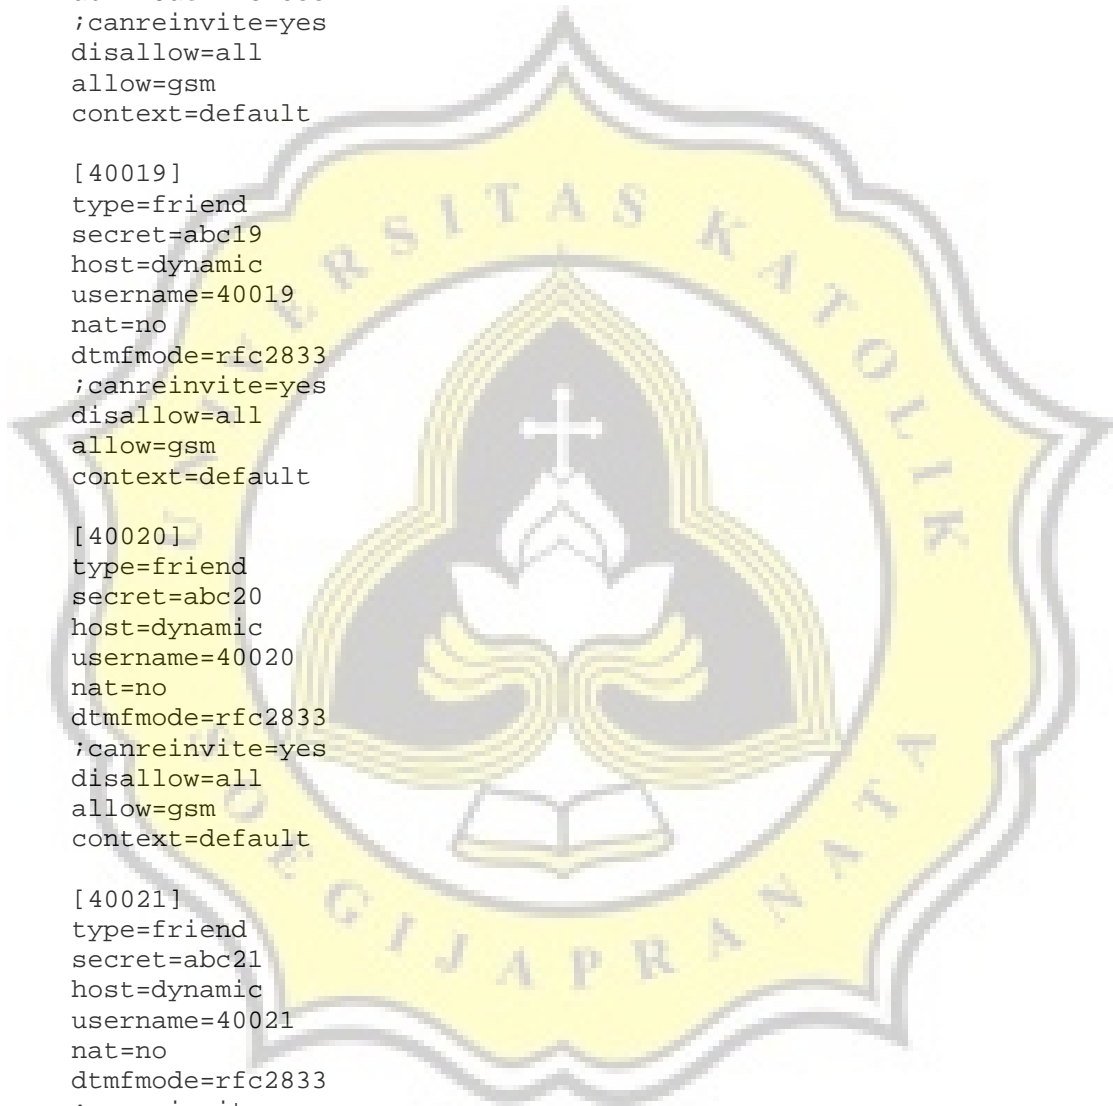 ;canreinvite=yes
disallow=all
allow=gsm
context=default
[40019]
type=friend
secret=abc19
host=dynamic
username=40019
nat=no
dtmfmode=rfc2833
;canreinvite=yes
disallow=all
allow=gsm
context=default
[40020]
type=friend
secret=abc20
host=dynamic
username=40020
nat=no
dtmfmode=rfc2833
;canreinvite=yes
disallow=all
allow=gsm
context=default
[40021]
type=friend
secret=abc21
host=dynamic
username=40021
nat=no
dtmfmode=rfc2833
UNIVERSITAS KATOLIK
SOEGIJAPRANATA